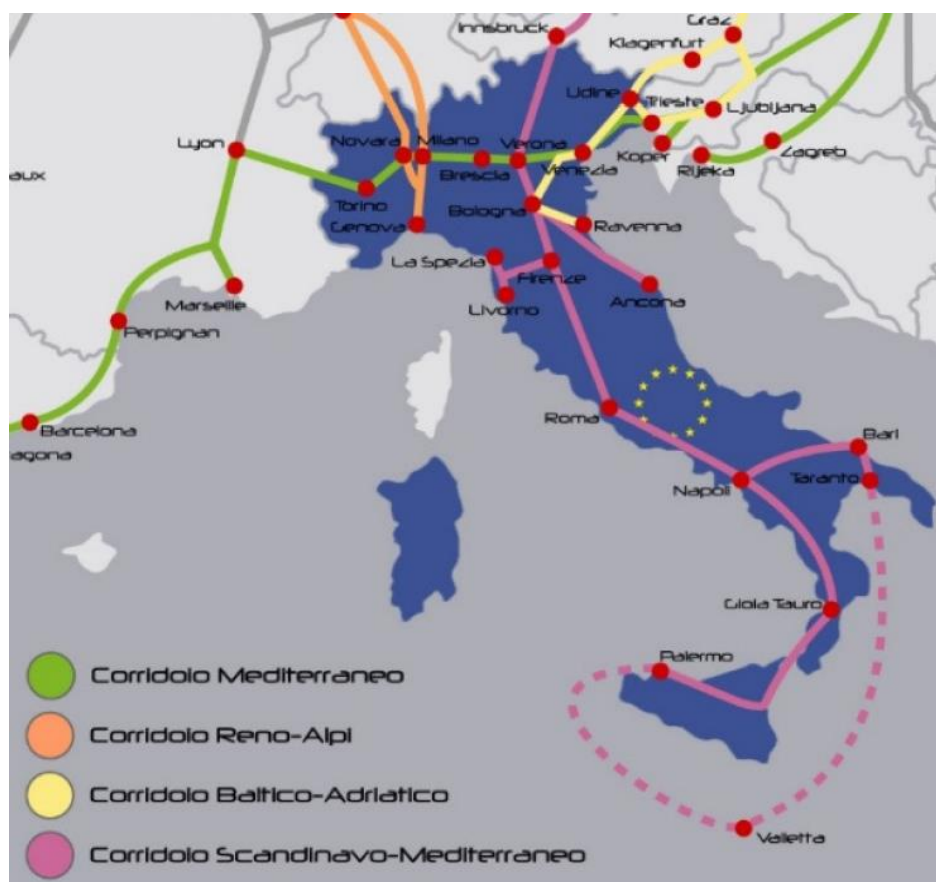 Innsbruck
Graz
Klagenfurt
Udine
Trieste
Ljubljana
Lyon
Novara
Milano
Verona
Koper
Zagreb
aux
Brescia
Venezia
Rijeka
Torino
Bologna
Genova
Ravenna
La Spezia
Firenze
Marseille
Livorno
Ancona
Perpignan
Roma
Barcelona
Bari
agona
Napoli
Taranto
Gioia Tauro
Palermo
Corridoio Mediterraneo
Corridoio Reno-Alpi
Corridoio Baltico-Adriatico
Valletta
Corridoio Scandinavo-Mediterraneo